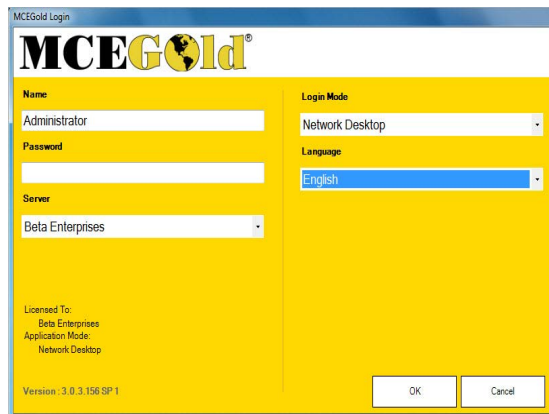 MCEGold Login
MCEGold®
Name
Administrator
Password
Server
Beta Enterprises
Licensed To:
Beta Enterprises
Application Mode:
Network Desktop
Version : 3.0.3.156 SP 1
Login Mode
Network Desktop
Language
English
OK
Cancel